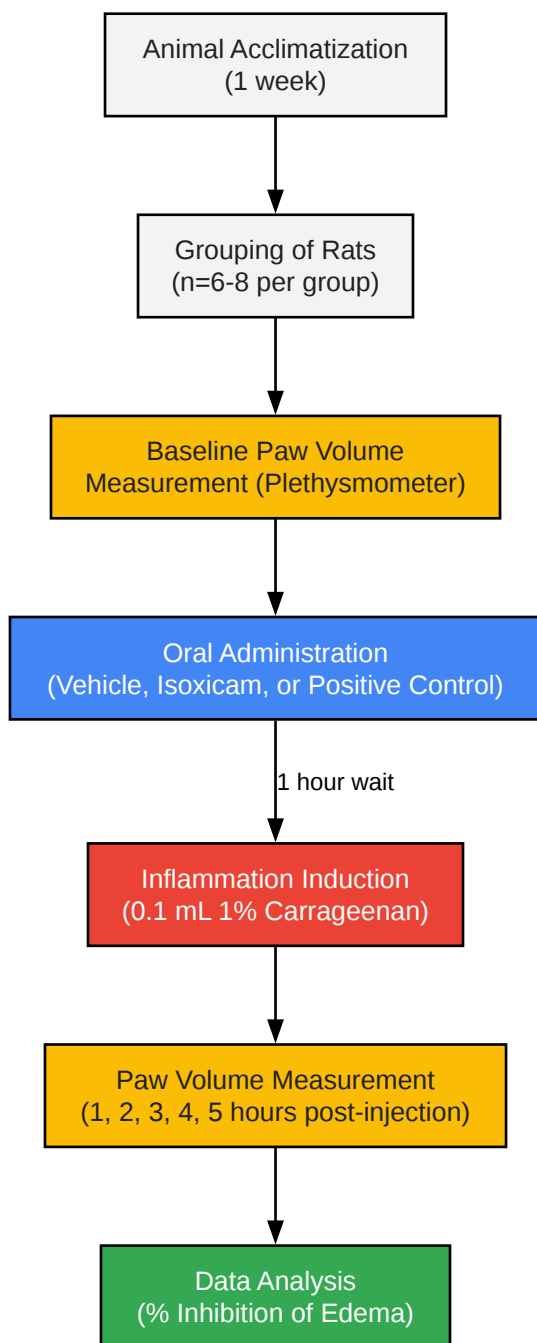 Animal Acclimatization
(1 week)
Grouping of Rats
(n=6-8 per group)
Baseline Paw Volume
Measurement (Plethysmometer)
Oral Administration
(Vehicle, Isoxicam, or Positive Control)
1 hour wait
Inflammation Induction
(0.1 mL 1% Carrageenan)
Paw Volume Measurement
(1, 2, 3, 4, 5 hours post-injection)
Data Analysis
(% Inhibition of Edema)